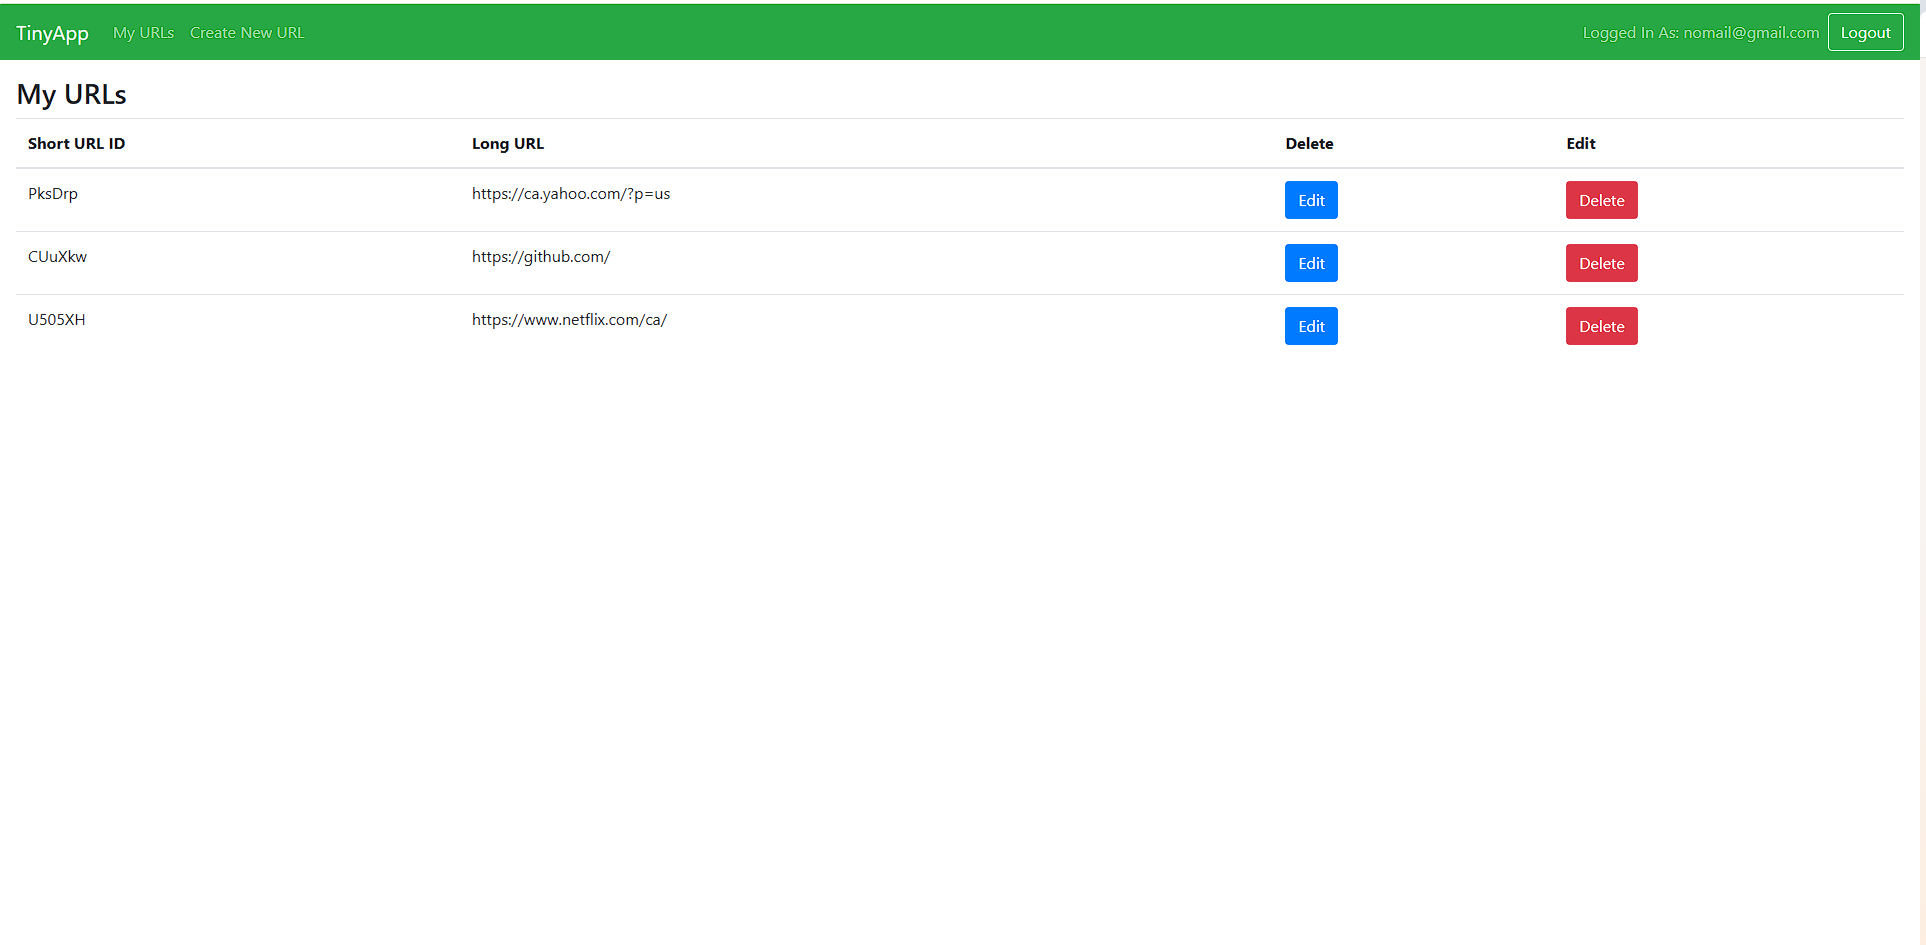 TinyApp My URLs Create New URL Logged In As: nomail@gmail.com Logout
My URLs
Short URL ID Long URL Delete Edit
PksDrp https://ca.yahoo.com/?p=us Edit Delete
CUuXkw https://github.com/ Edit Delete
U505XH https://www.netflix.com/ca/ Edit Delete